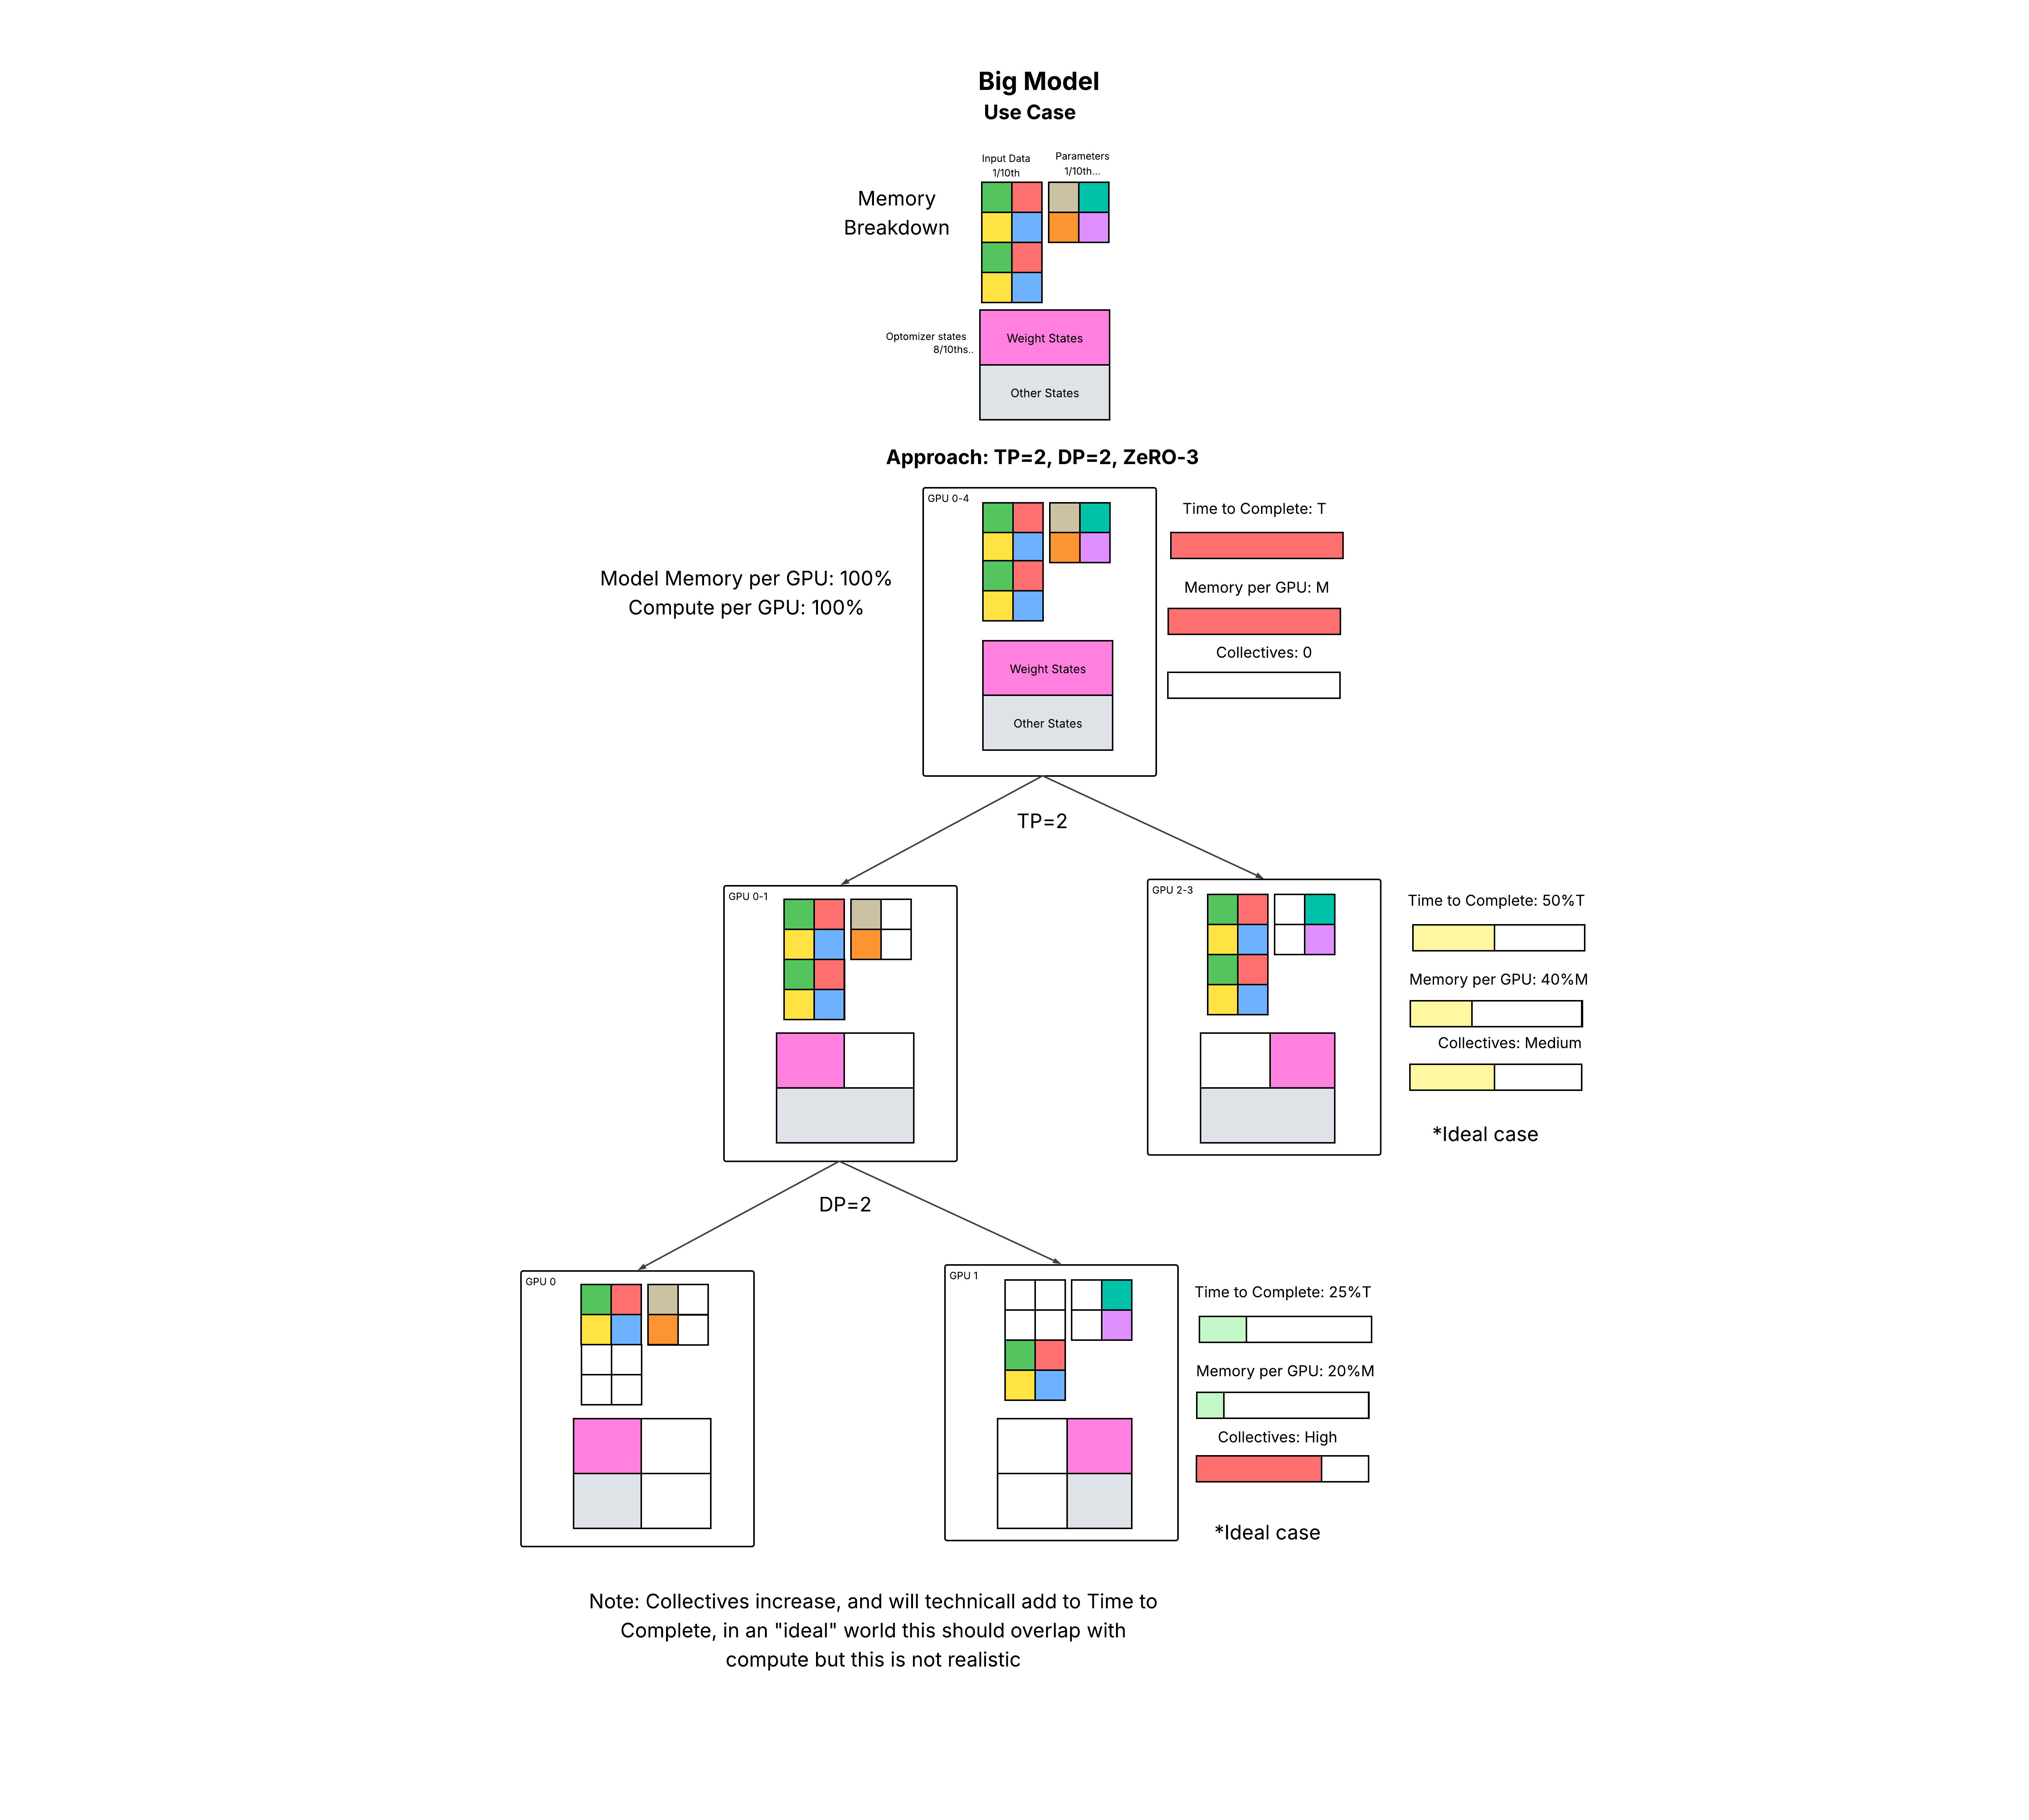 Big Model
Use Case
Input Data
1/10th
Parameters
1/10th...
Memory
Breakdown
Optomizer states
8/10ths..
Weight States
Other States
Approach: TP=2, DP=2, ZeRO-3
GPU 0-4
Model Memory per GPU: 100%
Compute per GPU: 100%
Weight States
Other States
Time to Complete: T
Memory per GPU: M
Collectives: 0
TP=2
GPU 0-1
GPU 2-3
Time to Complete: 50%T
Memory per GPU: 40%M
Collectives: Medium
*Ideal case
DP=2
GPU 0
GPU 1
Time to Complete: 25%T
Memory per GPU: 20%M
Collectives: High
*Ideal case
Note: Collectives increase, and will technicall add to Time to
Complete, in an "ideal" world this should overlap with
compute but this is not realistic